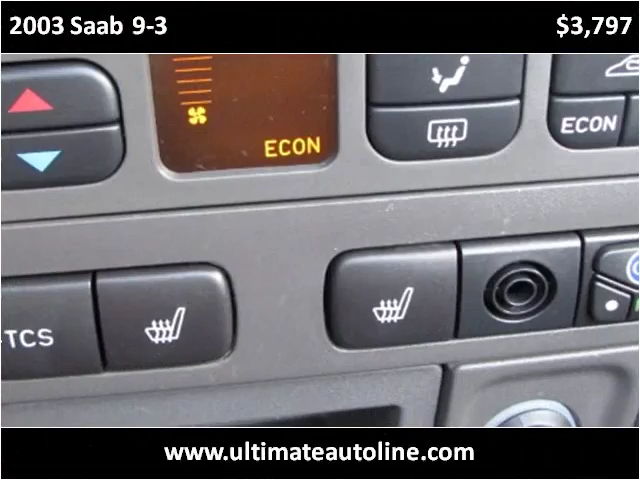 2003 Saab 9-3 $3,797
ECON
ECON
TCS
www.ultimateautoline.com